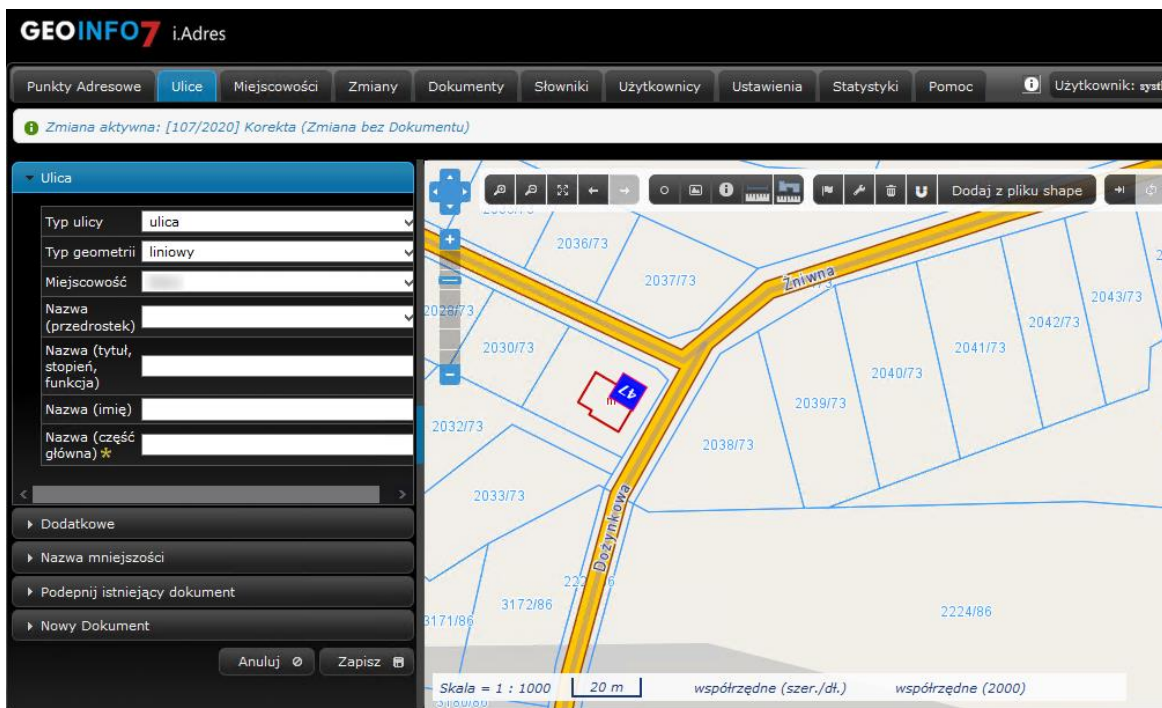 GEOINFO7 i.Adres
Punkty Adresowe Ulice Miejscowości Zmiany Dokumenty Słowniki Użytkownicy Ustawienia Statystyki Pomoc Użytkownik:
Zmiana aktywna: [107/2020] Korekta (Zmiana bez Dokumentu)
Ulica
Typ ulicy ulica
Typ geometrii liniowy
Miejscowość
Nazwa
(przedrostek)
Nazwa (tytuł,
stopień,
funkcja)
Nazwa (imię)
Nazwa (część
główna) *
Dodatkowe
Nazwa mniejszości
Podepnij istniejący dokument
Nowy Dokument
Anuluj Zapisz
Dodaj z pliku shape
2036/73
2037/73
Żniwna
2043/73
2028/73
2042/73
2030/73
2041/73
2040/73
47
2039/73
2032/73
2038/73
2033/73
Dożynkowa
3172/86
3171/86
2224/86
Skala = 1 : 1000 20 m współrzędne (szer./dł.) współrzędne (2000)
3180/86